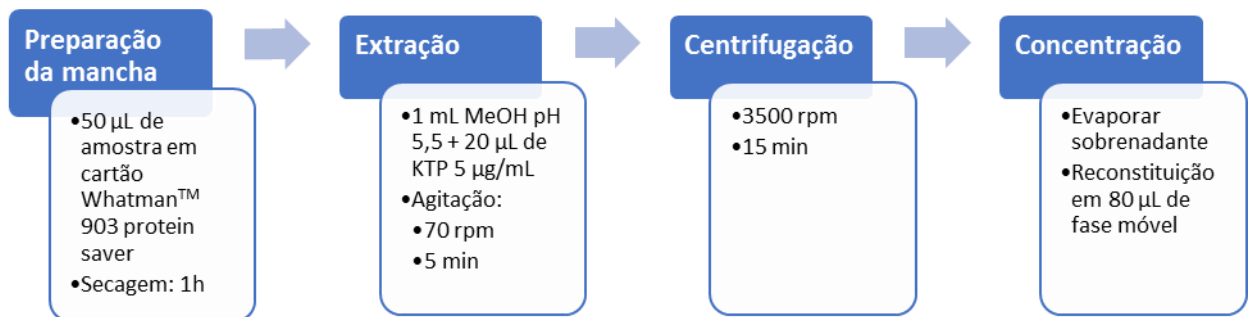 Preparação
da mancha
•50 µL de
amostra em
cartão
Whatman™
903 protein
saver
•Secagem: 1h
Extração
•1 mL MeOH pH
5,5 + 20 µL de
KTP 5 µg/mL
•Agitação:
•70 rpm
•5 min
Centrifugação
•3500 rpm
•15 min
Concentração
•Evaporar
sobrenadante
•Reconstituição
em 80 µL de
fase móvel